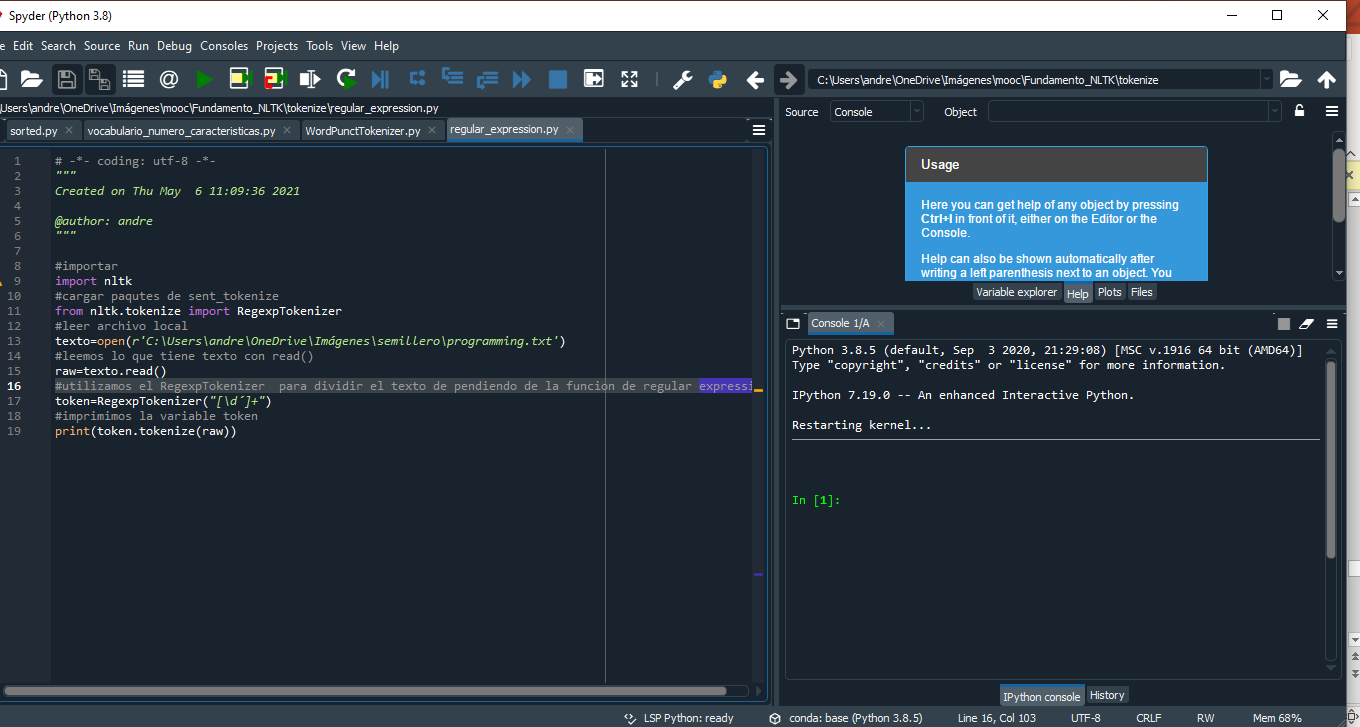 Spyder (Python 3.8)
e Edit Search Source Run Debug Consoles Projects Tools View Help
C:\Users\andre\OneDrive\Imágenes\mooc\Fundamento_NLTK\tokenize
Users\andre\OneDrive\Imágenes\mooc\Fundamento_NLTK\tokenize\regular_expression.py
sorted.py vocabulario_numero_caracteristicas.py WordPunctTokenizer.py regular_expression.py
1 # -*- coding: utf-8 -*-
2 """
3 Created on Thu May  6 11:09:36 2021
4
5 @author: andre
6 """
7
8 #importar
9 import nltk
10 #cargar paqutes de sent_tokenize
11 from nltk.tokenize import RegexpTokenizer
12 #leer archivo local
13 texto=open(r'C:\Users\andre\OneDrive\Imágenes\semillero\programming.txt')
14 #leemos lo que tiene texto con read()
15 raw=texto.read()
16 #utilizamos el RegexpTokenizer  para dividir el texto de pendiendo de la funcion de regular expressi
17 token=RegexpTokenizer("[\d´]+")
18 #imprimimos la variable token
19 print(token.tokenize(raw))
Source Console Object
Usage
Here you can get help of any object by pressing
Ctrl+I in front of it, either on the Editor or the
Console.
Help can also be shown automatically after
writing a left parenthesis next to an object. You
Variable explorer Help Plots Files
Console 1/A
Python 3.8.5 (default, Sep  3 2020, 21:29:08) [MSC v.1916 64 bit (AMD64)]
Type "copyright", "credits" or "license" for more information.
IPython 7.19.0 -- An enhanced Interactive Python.
Restarting kernel...
In [1]:
IPython console History
LSP Python: ready conda: base (Python 3.8.5) Line 16, Col 103 UTF-8 CRLF RW Mem 68%